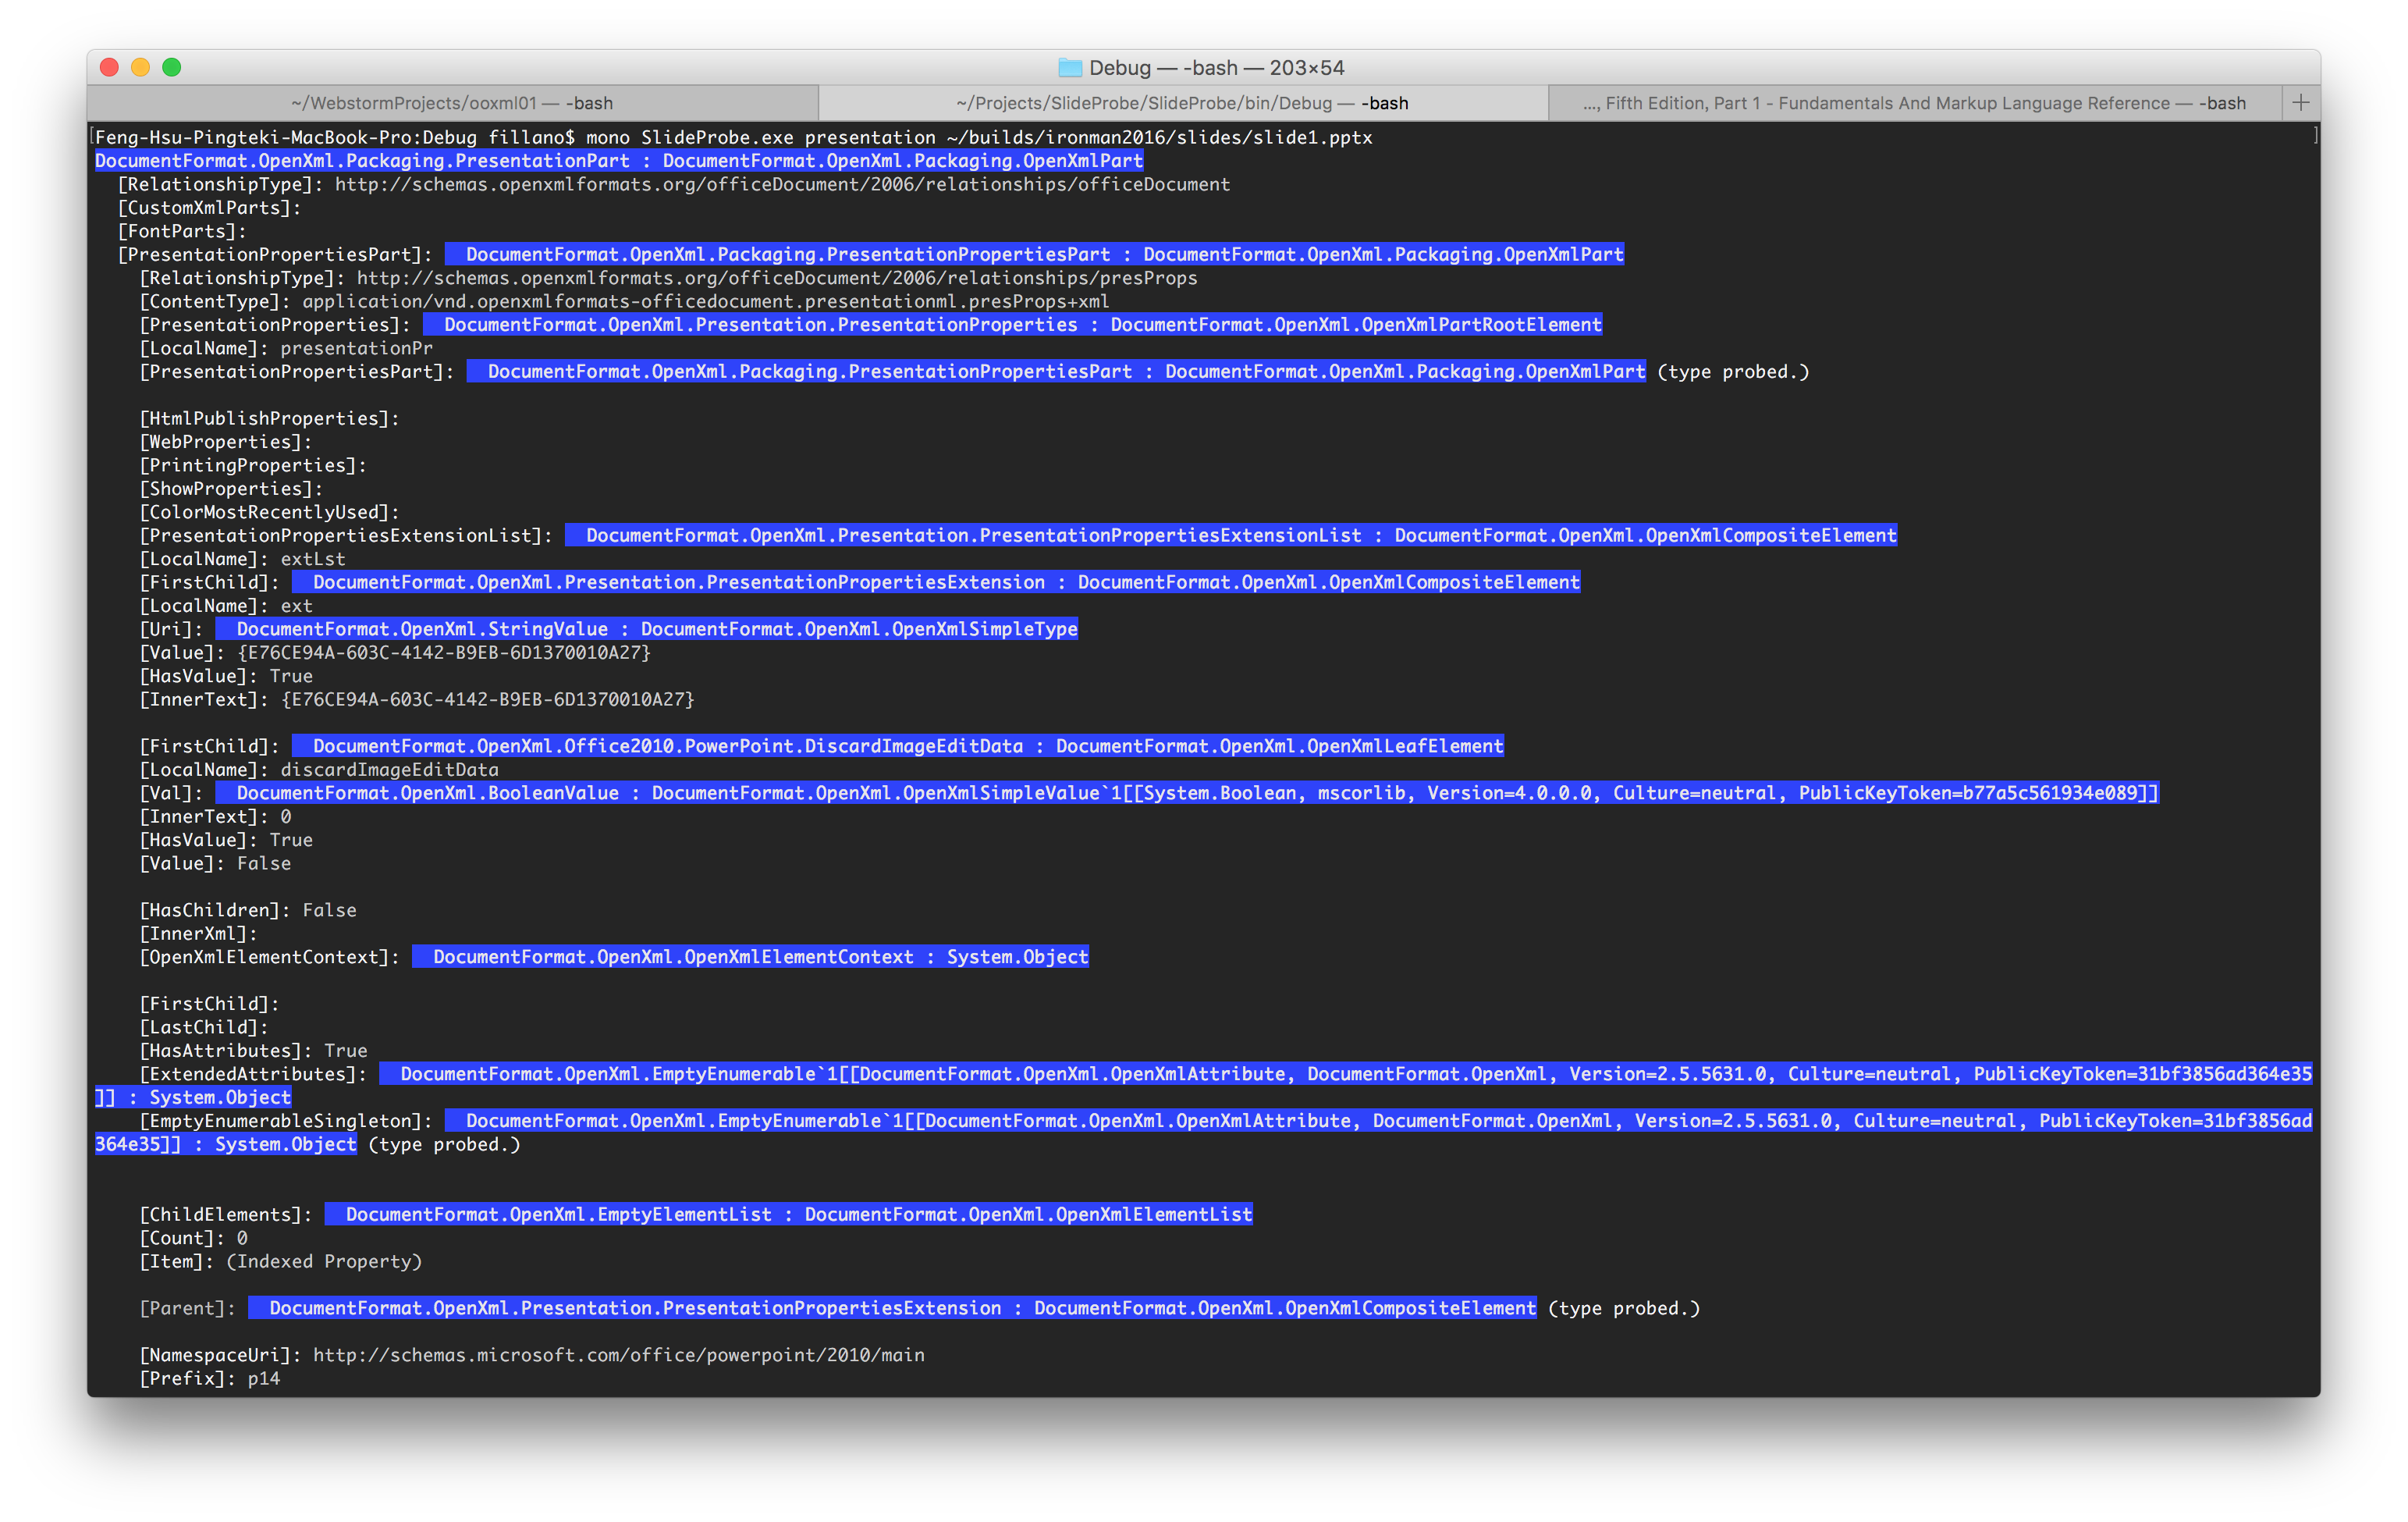 Debug — -bash — 203×54
~/WebstormProjects/ooxml01 — -bash
~/Projects/SlideProbe/SlideProbe/bin/Debug — -bash
..., Fifth Edition, Part 1 - Fundamentals And Markup Language Reference — -bash
[Feng-Hsu-Pingteki-MacBook-Pro:Debug fillano$ mono SlideProbe.exe presentation ~/builds/ironman2016/slides/slide1.pptx ]
DocumentFormat.OpenXml.Packaging.PresentationPart : DocumentFormat.OpenXml.Packaging.OpenXmlPart
[RelationshipType]: http://schemas.openxmlformats.org/officeDocument/2006/relationships/officeDocument
[CustomXmlParts]:
[FontParts]:
[PresentationPropertiesPart]: DocumentFormat.OpenXml.Packaging.PresentationPropertiesPart : DocumentFormat.OpenXml.Packaging.OpenXmlPart
[RelationshipType]: http://schemas.openxmlformats.org/officeDocument/2006/relationships/presProps
[ContentType]: application/vnd.openxmlformats-officedocument.presentationml.presProps+xml
[PresentationProperties]: DocumentFormat.OpenXml.Presentation.PresentationProperties : DocumentFormat.OpenXml.OpenXmlPartRootElement
[LocalName]: presentationPr
[PresentationPropertiesPart]: DocumentFormat.OpenXml.Packaging.PresentationPropertiesPart : DocumentFormat.OpenXml.Packaging.OpenXmlPart (type probed.)
[HtmlPublishProperties]:
[WebProperties]:
[PrintingProperties]:
[ShowProperties]:
[ColorMostRecentlyUsed]:
[PresentationPropertiesExtensionList]: DocumentFormat.OpenXml.Presentation.PresentationPropertiesExtensionList : DocumentFormat.OpenXml.OpenXmlCompositeElement
[LocalName]: extLst
[FirstChild]: DocumentFormat.OpenXml.Presentation.PresentationPropertiesExtension : DocumentFormat.OpenXml.OpenXmlCompositeElement
[LocalName]: ext
[Uri]: DocumentFormat.OpenXml.StringValue : DocumentFormat.OpenXml.OpenXmlSimpleType
[Value]: {E76CE94A-603C-4142-B9EB-6D1370010A27}
[HasValue]: True
[InnerText]: {E76CE94A-603C-4142-B9EB-6D1370010A27}
[FirstChild]: DocumentFormat.OpenXml.Office2010.PowerPoint.DiscardImageEditData : DocumentFormat.OpenXml.OpenXmlLeafElement
[LocalName]: discardImageEditData
[Val]: DocumentFormat.OpenXml.BooleanValue : DocumentFormat.OpenXml.OpenXmlSimpleValue`1[[System.Boolean, mscorlib, Version=4.0.0.0, Culture=neutral, PublicKeyToken=b77a5c561934e089]]
[InnerText]: 0
[HasValue]: True
[Value]: False
[HasChildren]: False
[InnerXml]:
[OpenXmlElementContext]: DocumentFormat.OpenXml.OpenXmlElementContext : System.Object
[FirstChild]:
[LastChild]:
[HasAttributes]: True
[ExtendedAttributes]: DocumentFormat.OpenXml.EmptyEnumerable`1[[DocumentFormat.OpenXml.OpenXmlAttribute, DocumentFormat.OpenXml, Version=2.5.5631.0, Culture=neutral, PublicKeyToken=31bf3856ad364e35
]] : System.Object
[EmptyEnumerableSingleton]: DocumentFormat.OpenXml.EmptyEnumerable`1[[DocumentFormat.OpenXml.OpenXmlAttribute, DocumentFormat.OpenXml, Version=2.5.5631.0, Culture=neutral, PublicKeyToken=31bf3856ad
364e35]] : System.Object (type probed.)
[ChildElements]: DocumentFormat.OpenXml.EmptyElementList : DocumentFormat.OpenXml.OpenXmlElementList
[Count]: 0
[Item]: (Indexed Property)
[Parent]: DocumentFormat.OpenXml.Presentation.PresentationPropertiesExtension : DocumentFormat.OpenXml.OpenXmlCompositeElement (type probed.)
[NamespaceUri]: http://schemas.microsoft.com/office/powerpoint/2010/main
[Prefix]: p14